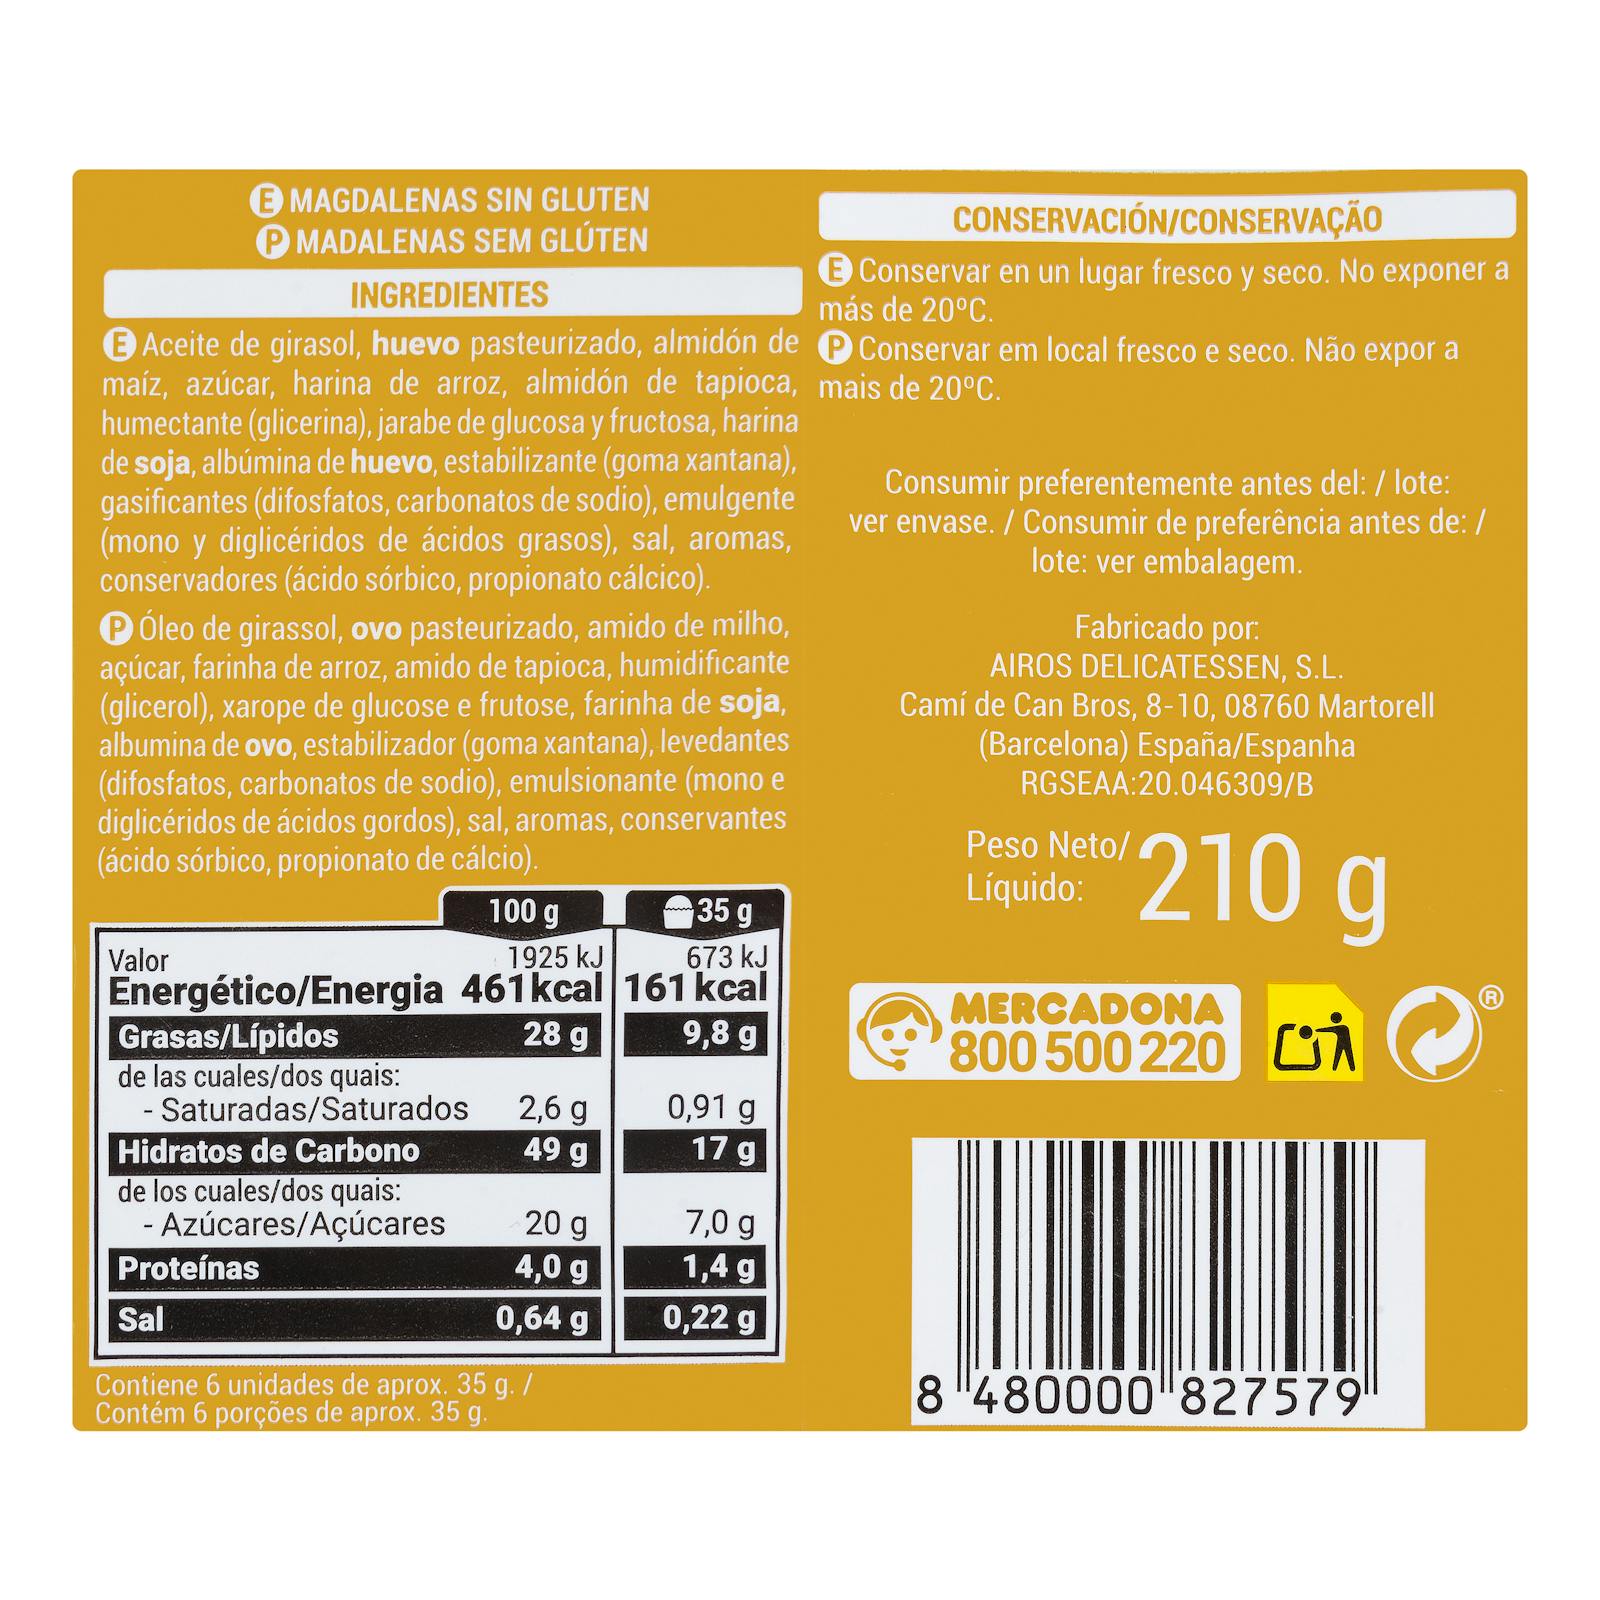 E MAGDALENAS SIN GLUTEN
P MADALENAS SEM GLÚTEN
INGREDIENTES
E Aceite de girasol, huevo pasteurizado, almidón de
maíz, azúcar, harina de arroz, almidón de tapioca,
humectante (glicerina), jarabe de glucosa y fructosa, harina
de soja, albúmina de huevo, estabilizante (goma xantana),
gasificantes (difosfatos, carbonatos de sodio), emulgente
(mono y diglicéridos de ácidos grasos), sal, aromas,
conservadores (ácido sórbico, propionato cálcico).
P Óleo de girassol, ovo pasteurizado, amido de milho,
açúcar, farinha de arroz, amido de tapioca, humidificante
(glicerol), xarope de glucose e frutose, farinha de soja,
albumina de ovo, estabilizador (goma xantana), levedantes
(difosfatos, carbonatos de sodio), emulsionante (mono e
diglicéridos de ácidos gordos), sal, aromas, conservantes
(ácido sórbico, propionato de cálcio).
100 g 35 g
Valor 1925 kJ 673 kJ
Energético/Energia 461 kcal 161 kcal
Grasas/Lípidos 28 g 9,8 g
de las cuales/dos quais:
- Saturadas/Saturados 2,6 g 0,91 g
Hidratos de Carbono 49 g 17 g
de los cuales/dos quais:
- Azúcares/Açúcares 20 g 7,0 g
Proteínas 4,0 g 1,4 g
Sal 0,64 g 0,22 g
Contiene 6 unidades de aprox. 35 g. /
Contém 6 porções de aprox. 35 g.
CONSERVACIÓN/CONSERVAÇÃO
E Conservar en un lugar fresco y seco. No exponer a
más de 20ºC.
P Conservar em local fresco e seco. Não expor a
mais de 20ºC.
Consumir preferentemente antes del: / lote:
ver envase. / Consumir de preferência antes de: /
lote: ver embalagem.
Fabricado por:
AIROS DELICATESSEN, S.L.
Camí de Can Bros, 8-10, 08760 Martorell
(Barcelona) España/Espanha
RGSEAA:20.046309/B
Peso Neto/
Líquido: 210 g
MERCADONA
800 500 220
®
8 480000 827579